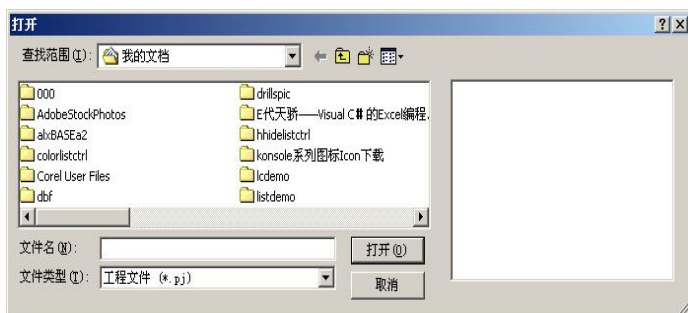 打开
查找范围(I): 我的文档
000
AdobeStockPhotos
alxBASEa2
colorlistctrl
Corel User Files
dbf
drillspic
E代天骄——Visual C# 的Excel编程.
hhidelistctrl
konsole系列图标Icon下载
lcdemo
listdemo
文件名(N):
打开(O)
文件类型(T): 工程文件 (*.pj)
取消